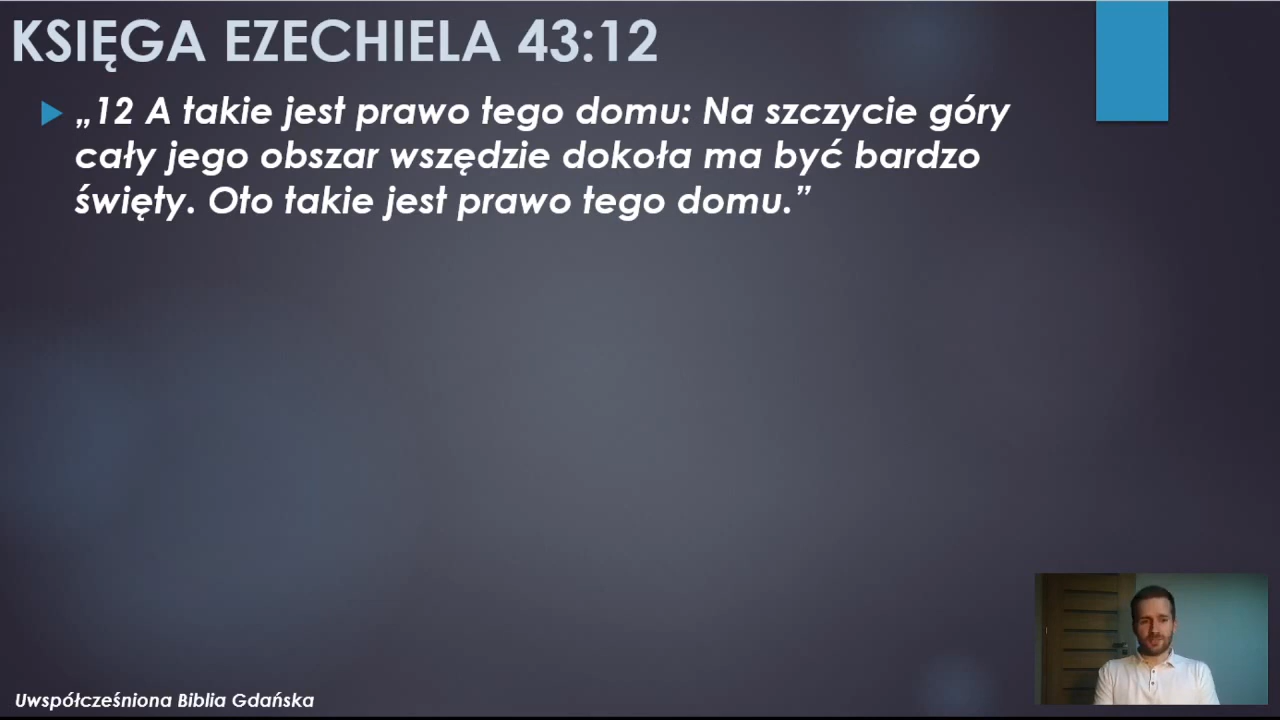 KSIĘGA EZECHIELA 43:12
„12 A takie jest prawo tego domu: Na szczycie góry
cały jego obszar wszędzie dokoła ma być bardzo
święty. Oto takie jest prawo tego domu.”
Uwspółcześniona Biblia Gdańska